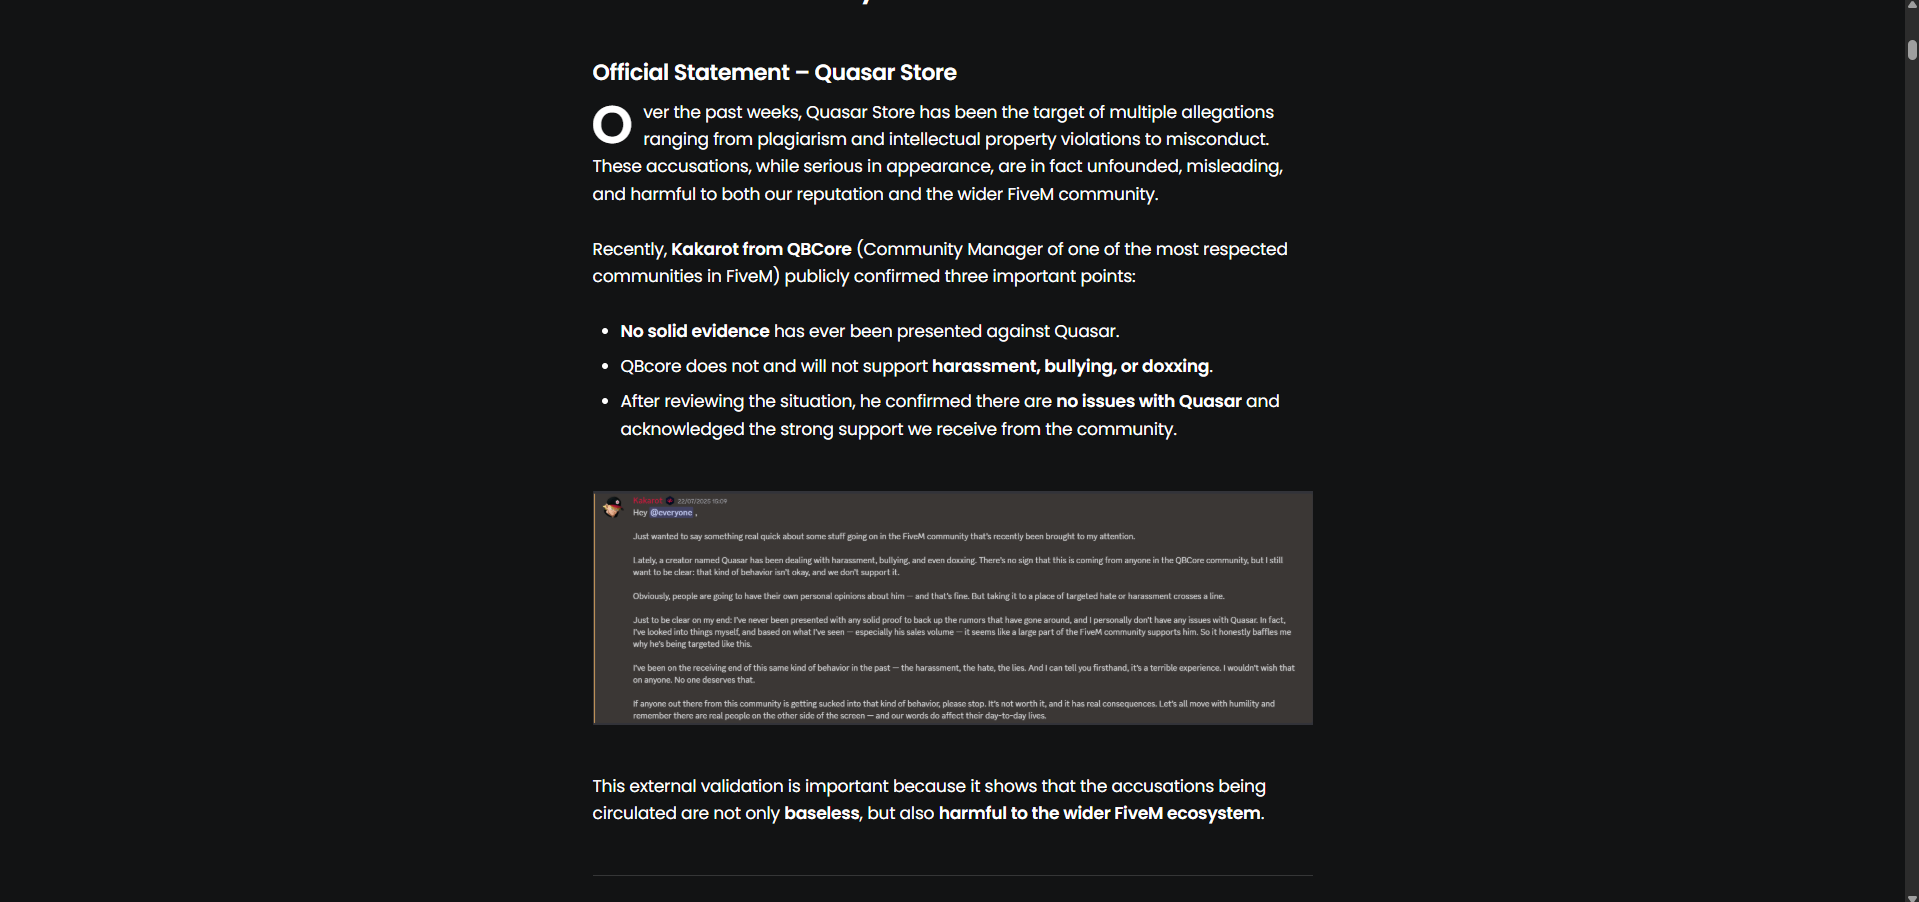 Official Statement – Quasar Store
Over the past weeks, Quasar Store has been the target of multiple allegations
ranging from plagiarism and intellectual property violations to misconduct.
These accusations, while serious in appearance, are in fact unfounded, misleading,
and harmful to both our reputation and the wider FiveM community.
Recently, Kakarot from QBCore (Community Manager of one of the most respected
communities in FiveM) publicly confirmed three important points:
• No solid evidence has ever been presented against Quasar.
• QBcore does not and will not support harassment, bullying, or doxxing.
• After reviewing the situation, he confirmed there are no issues with Quasar and
acknowledged the strong support we receive from the community.
Kakarot 22/07/2025 10:09
Hey @everyone ,
Just wanted to say something real quick about some stuff going on in the FiveM community that's recently been brought to my attention.
Lately, a creator named Quasar has been dealing with harassment, bullying, and even doxxing. There's no sign that this is coming from anyone in the QBCore community, but I still
want to be clear: that kind of behavior isn't okay, and we don't support it.
Obviously, people are going to have their own personal opinions about him — and that's fine. But taking it to a place of targeted hate or harassment crosses a line.
Just to be clear on my end: I've never been presented with any solid proof to back up the rumors that have gone around, and I personally don't have any issues with Quasar. In fact,
I've looked into things myself, and based on what I've seen — especially his sales volume — it seems like a large part of the FiveM community supports him. So it honestly baffles me
why he's being targeted like this.
I've been on the receiving end of this same kind of behavior in the past — the harassment, the hate, the lies. And I can tell you firsthand, it's a terrible experience. I wouldn't wish that
on anyone. No one deserves that.
If anyone out there from this community is getting sucked into that kind of behavior, please stop. It's not worth it, and it has real consequences. Let's all move with humility and
remember there are real people on the other side of the screen — and our words do affect their day-to-day lives.
This external validation is important because it shows that the accusations being
circulated are not only baseless, but also harmful to the wider FiveM ecosystem.